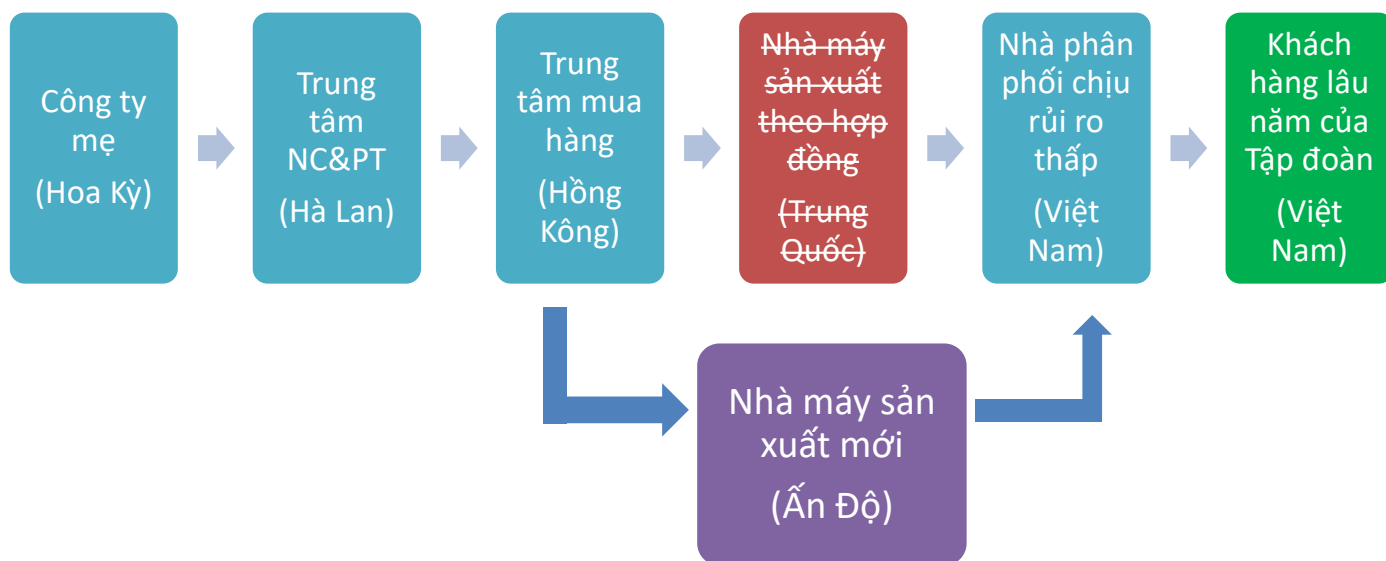 Công ty
mẹ
(Hoa Kỳ)
Trung
tâm
NC&PT
(Hà Lan)
Trung
tâm mua
hàng
(Hồng
Kông)
Nhà máy
sản xuất
theo hợp
đồng
(Trung
Quốc)
Nhà phân
phối chịu
rủi ro
thấp
(Việt
Nam)
Khách
hàng lâu
năm của
Tập đoàn
(Việt
Nam)
Nhà máy sản
xuất mới
(Ấn Độ)